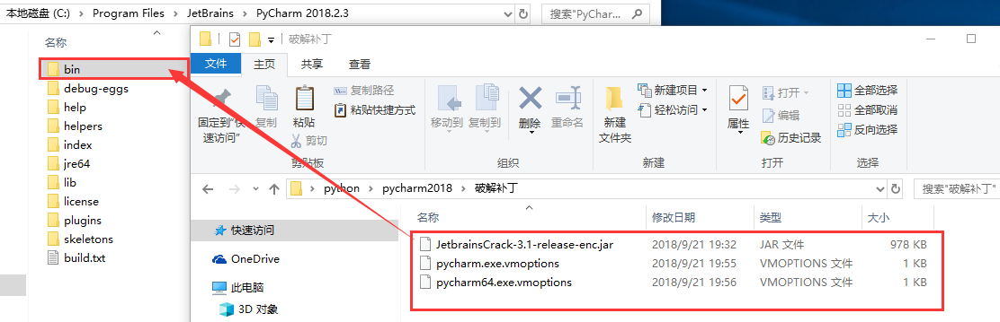 本地磁盘 (C:) › Program Files › JetBrains › PyCharm 2018.2.3
搜索"PyChar...
名称
bin
debug-eggs
help
helpers
index
jre64
lib
license
plugins
skeletons
build.txt
破解补丁
文件 主页 共享 查看
固定到"快速访问"
复制
粘贴
复制路径
粘贴快捷方式
剪切
剪贴板
移动到
复制到
删除
重命名
组织
新建文件夹
新建项目
轻松访问
新建
属性
打开
编辑
历史记录
打开
全部选择
全部取消
反向选择
选择
python › pycharm2018 › 破解补丁
搜索"破解补丁"
快速访问
OneDrive
此电脑
3D 对象
名称 修改日期 类型 大小
JetbrainsCrack-3.1-release-enc.jar 2018/9/21 19:32 JAR 文件 978 KB
pycharm.exe.vmoptions 2018/9/21 19:55 VMOPTIONS 文件 1 KB
pycharm64.exe.vmoptions 2018/9/21 19:56 VMOPTIONS 文件 1 KB